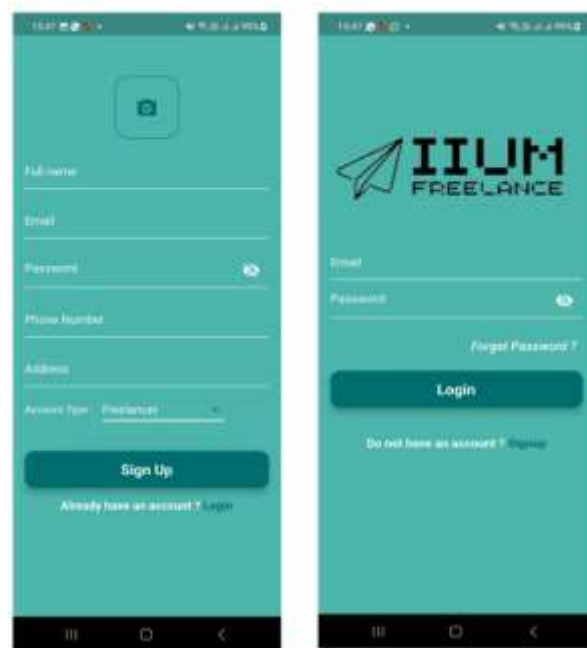 Full name
Email
Password
Phone Number
Address
Account Type Freelancer
Sign Up
Already have an account ? Login
IIUM
FREELANCE
Email
Password
Forgot Password ?
Login
Do not have an account ? Signup